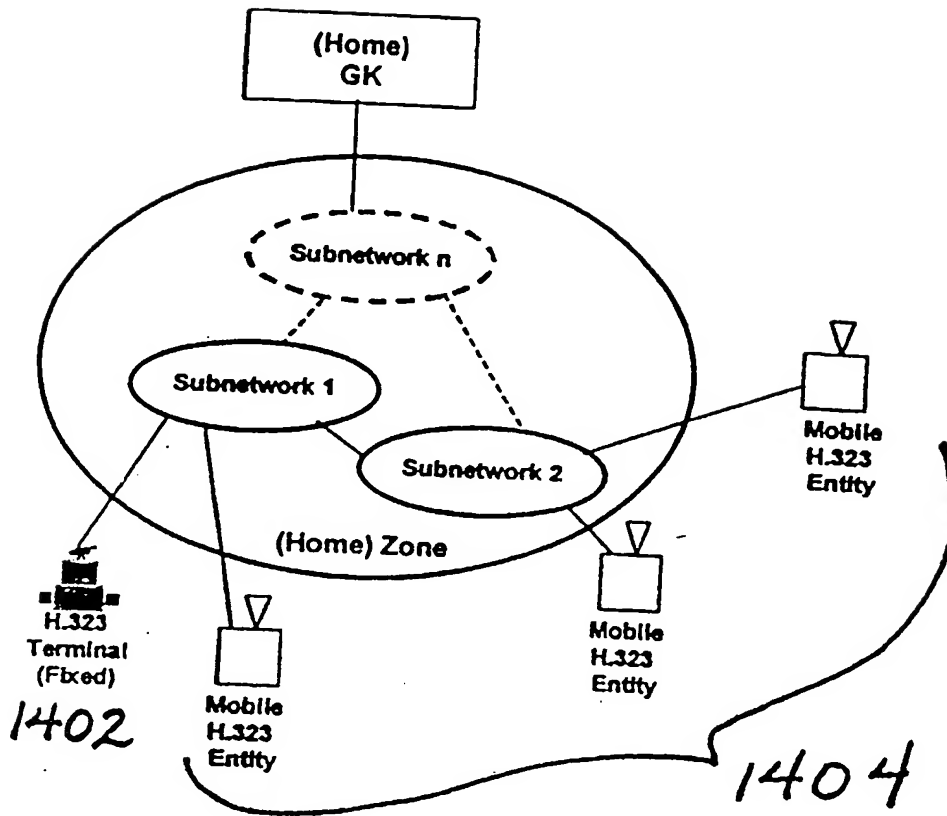 (Home)
GK
Subnetwork n
Subnetwork 1
Subnetwork 2
(Home) Zone
Mobile
H.323
Entity
Mobile
H.323
Entity
H.323
Terminal
(Fixed)
1402
Mobile
H.323
Entity
1404